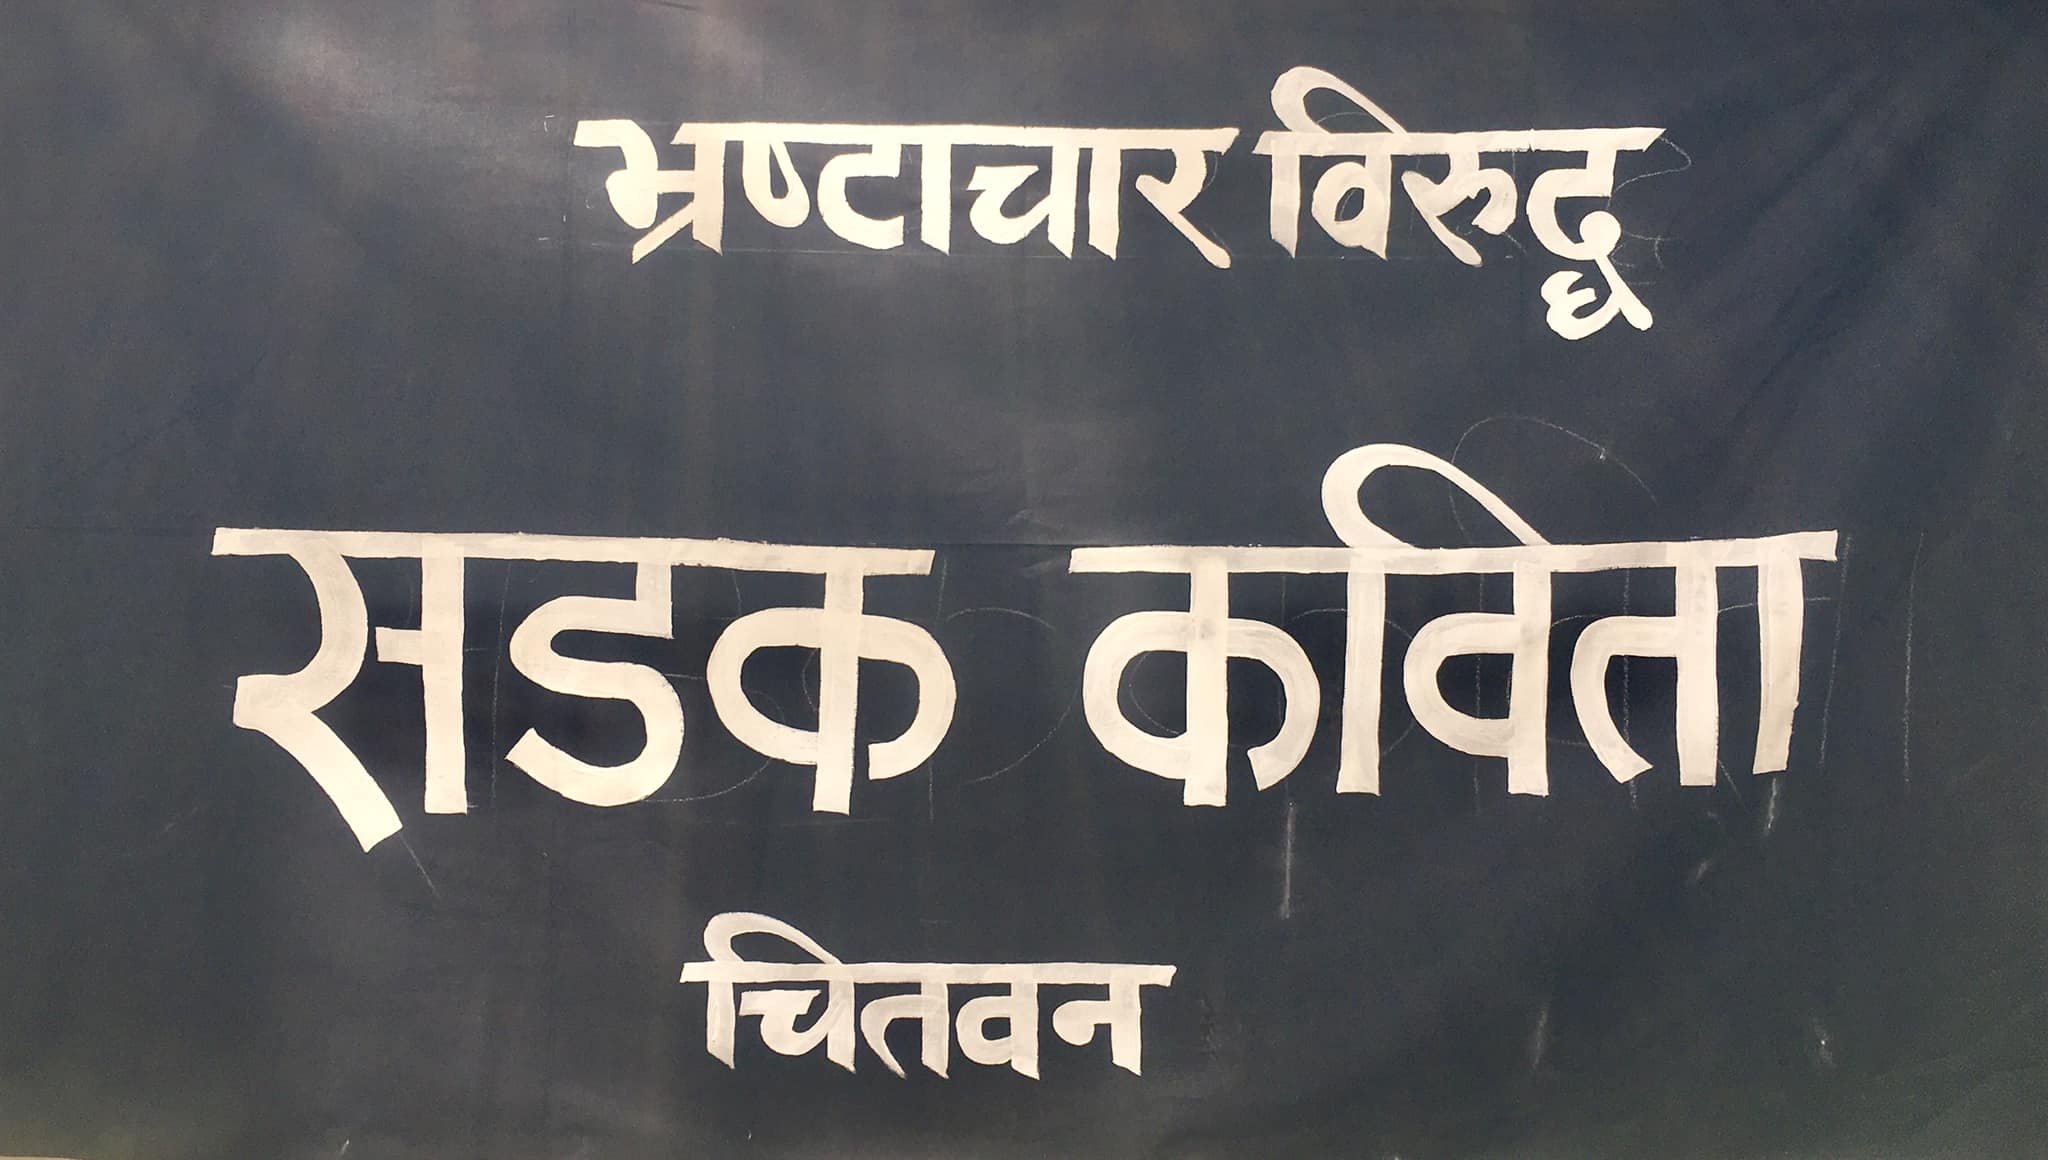 भ्रष्टाचार विरुद्ध
सडक कविता
चितवन